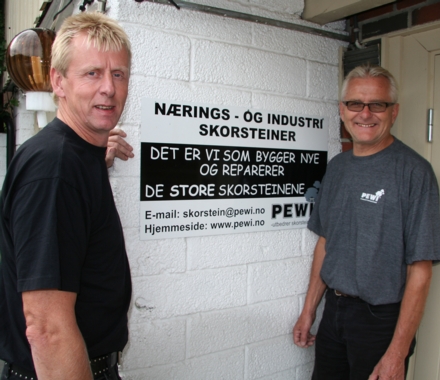 NÆRINGS - ÓG INDUSTRI
SKORSTEINER
DET ER VI SOM BYGGER NYE
OG REPARERER
DE STORE SKORSTEINENE
E-mail: skorstein@pewi.no
Hjemmeside: www.pewi.no
PEWI
PEWI